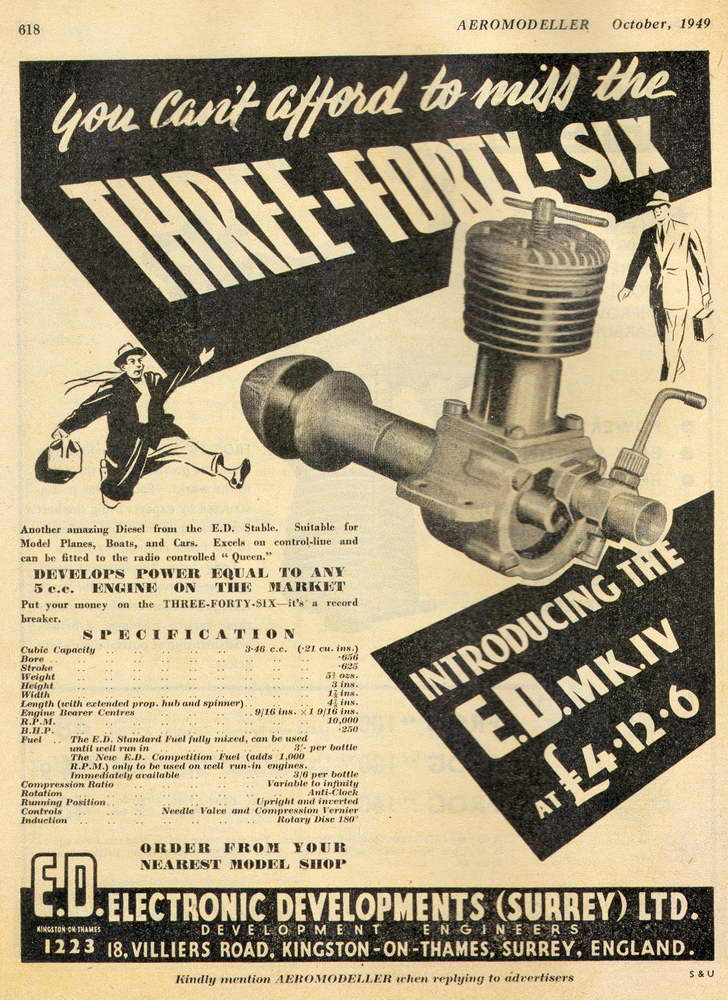 618
AEROMODELLER October, 1949
you can't afford to miss the
THREE-FORTY-SIX
Another amazing Diesel from the E.D. Stable. Suitable for
Model Planes, Boats, and Cars. Excels on control-line and
can be fitted to the radio controlled "Queen."
DEVELOPS POWER EQUAL TO ANY
5 c.c. ENGINE ON THE MARKET
Put your money on the THREE-FORTY-SIX—it's a record
breaker.
SPECIFICATION
Cubic Capacity .. 3·46 c.c. (·21 cu. ins.)
Bore .. ·656
Stroke .. ·625
Weight .. ozs.
Height .. 3 ins.
Width .. ins.
Length (with extended prop. hub and spinner) .. ins.
Engine Bearer Centres .. 9/16 ins. × 1 9/16 ins.
R.P.M. .. 10,000
B.H.P. .. ·250
Fuel .. The E.D. Standard Fuel fully mixed, can be used
until well run in .. 3/- per bottle
The New E.D. Competition Fuel (adds 1,000
R.P.M.) only to be used on well run-in engines.
Immediately available 3/6 per bottle
Compression Ratio .. Variable to infinity
Rotation .. Anti-Clock
Running Position .. Upright and inverted
Controls .. Needle Valve and Compression Vernier
Induction .. Rotary Disc 180°
INTRODUCING THE
E.D. MK. IV
AT £4·12·6
ORDER FROM YOUR
NEAREST MODEL SHOP
E.D.
KINGSTON-ON-THAMES
1223
ELECTRONIC DEVELOPMENTS (SURREY) LTD.
DEVELOPMENT ENGINEERS
18, VILLIERS ROAD, KINGSTON-ON-THAMES, SURREY, ENGLAND.
Kindly mention AEROMODELLER when replying to advertisers
S & U